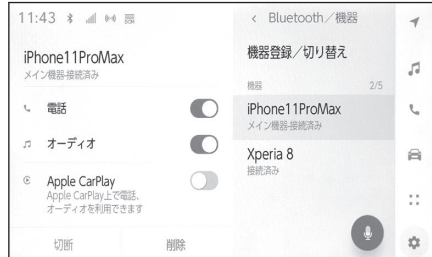 11:43
iPhone11ProMax
メイン機器-接続済み
電話
オーディオ
Apple CarPlay
Apple CarPlay上で電話、
オーディオを利用できます
切断
削除
Bluetooth／機器
機器登録／切り替え
機器 2/5
iPhone11ProMax
メイン機器-接続済み
Xperia 8
接続済み